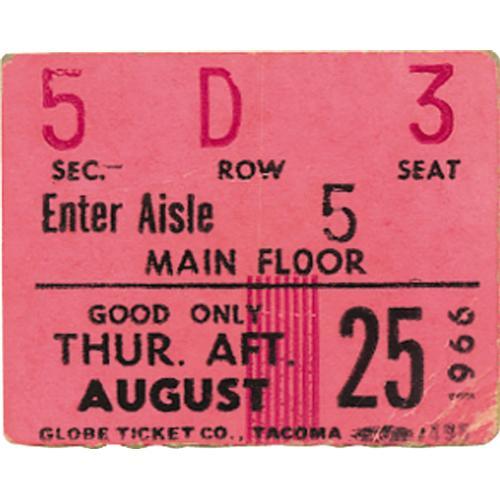 5 D 3
SEC. ROW SEAT
Enter Aisle 5
MAIN FLOOR
GOOD ONLY
THUR. AFT.
AUGUST 25
1966
GLOBE TICKET CO., TACOMA